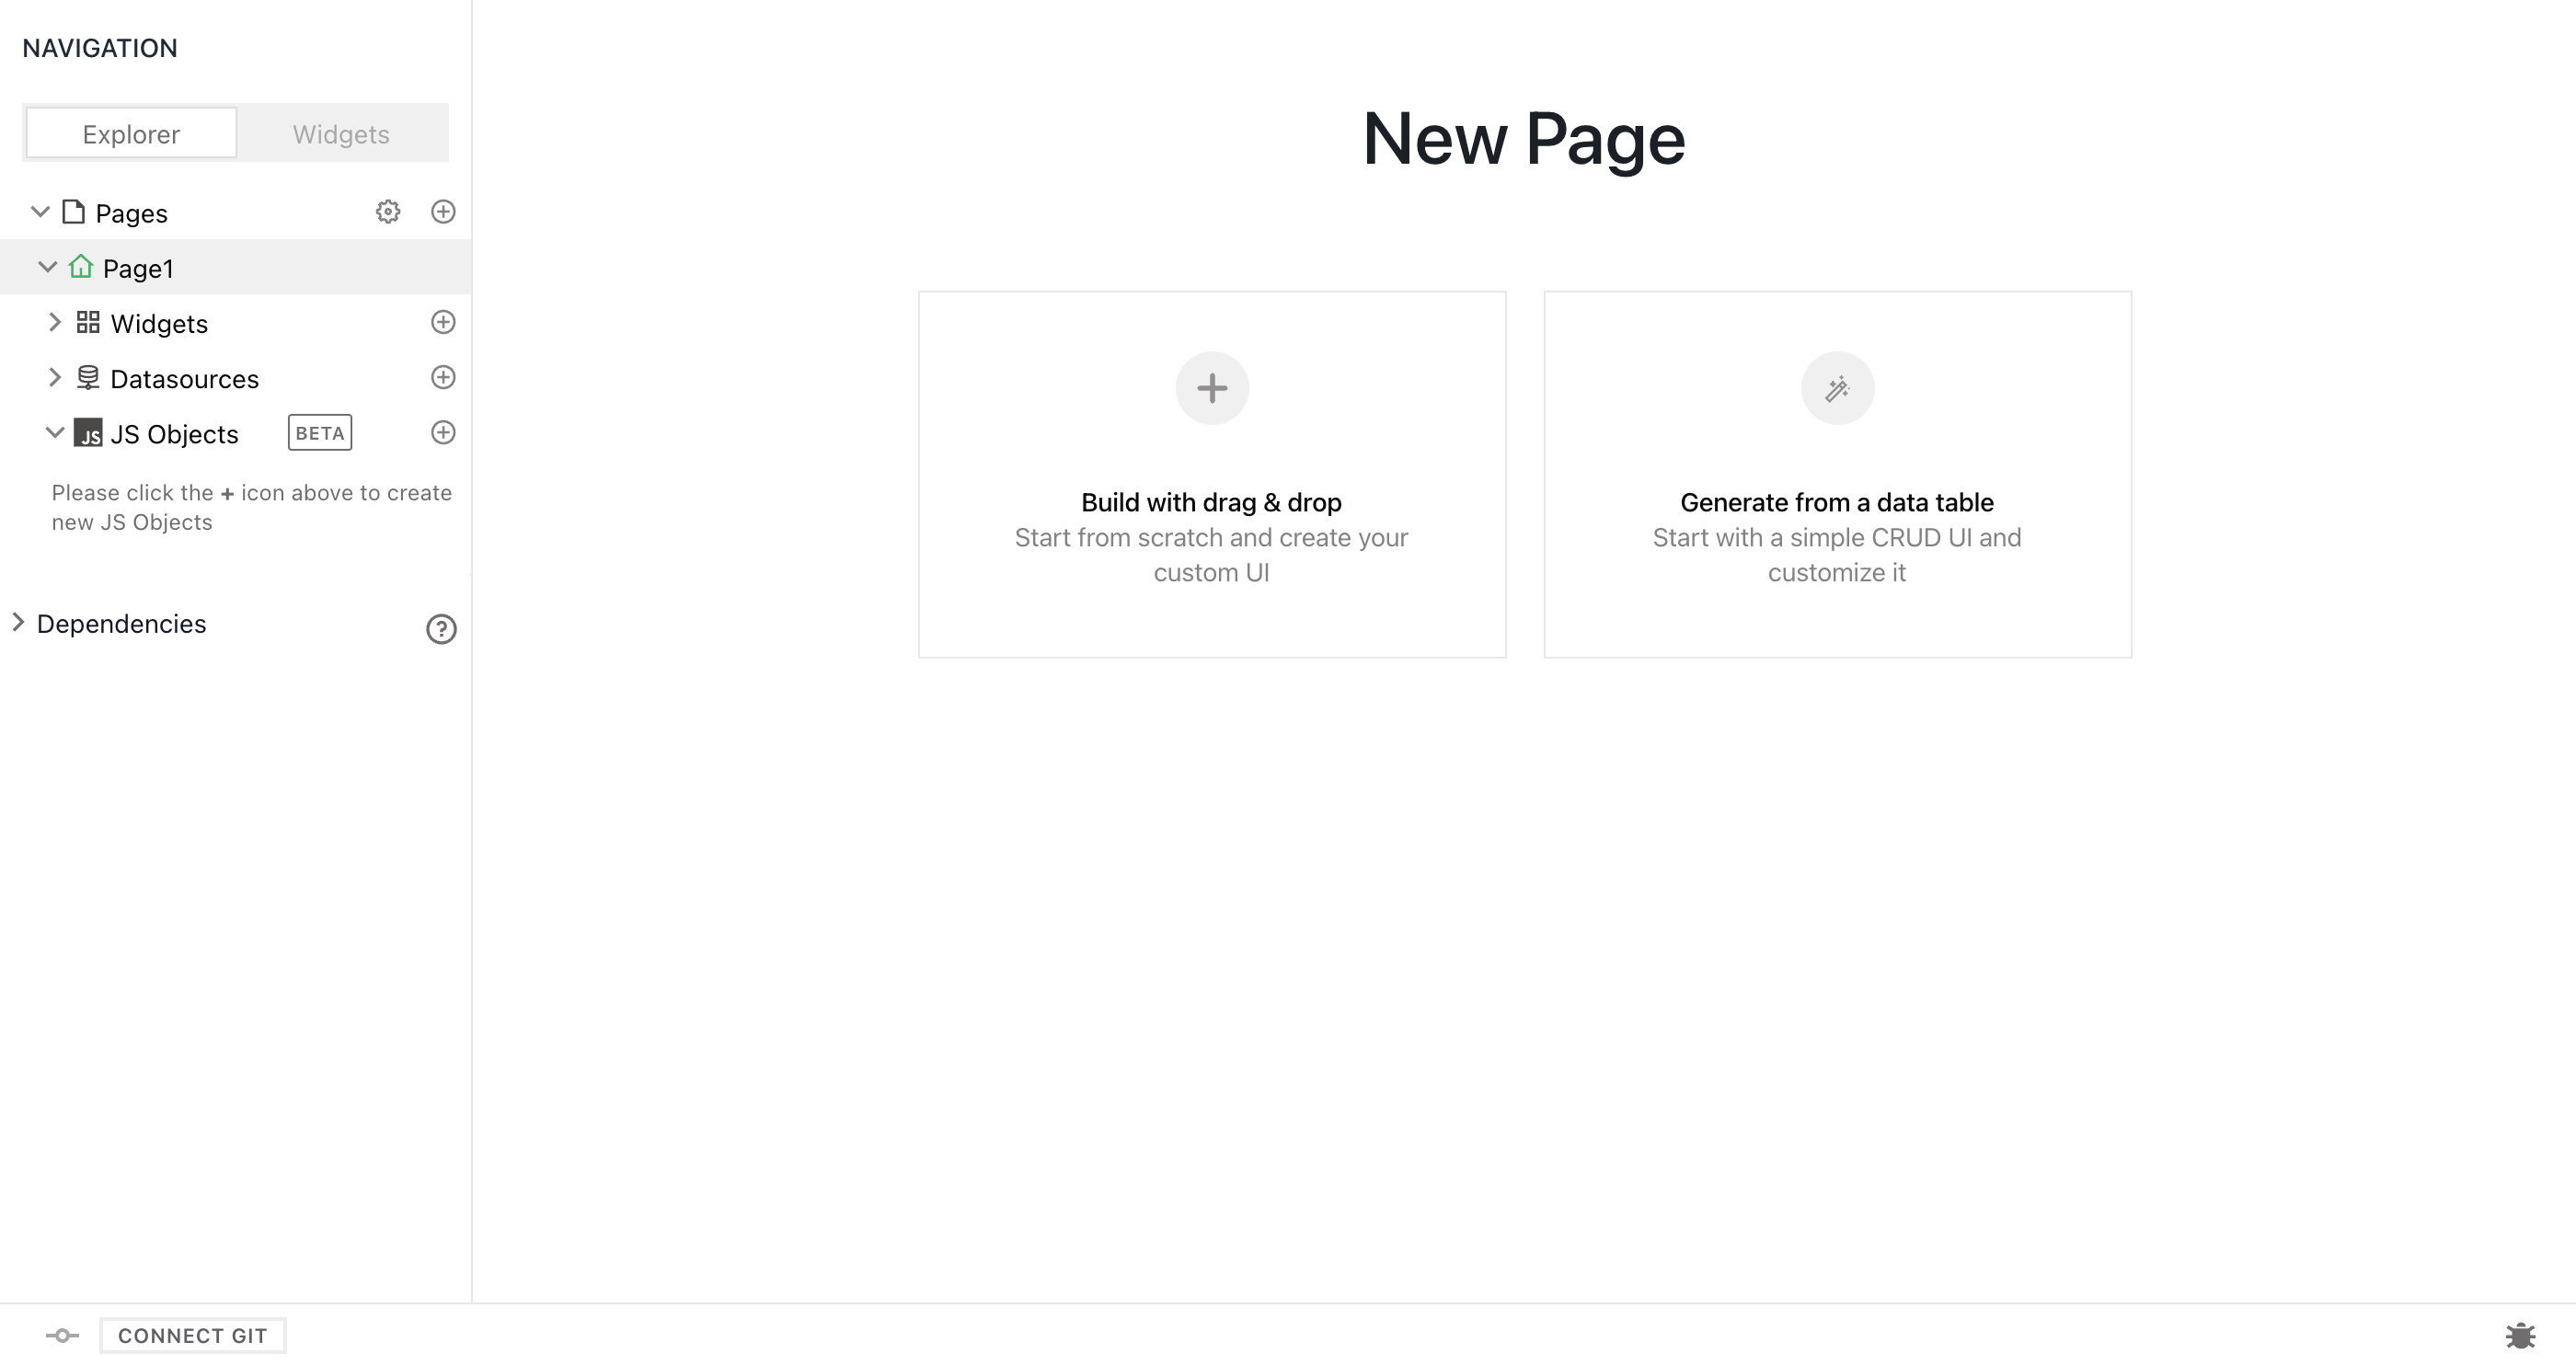 NAVIGATION
Explorer
Widgets
Pages
Page1
Widgets
Datasources
JS JS Objects BETA
Please click the + icon above to create
new JS Objects
Dependencies
New Page
Build with drag & drop
Start from scratch and create your
custom UI
Generate from a data table
Start with a simple CRUD UI and
customize it
CONNECT GIT